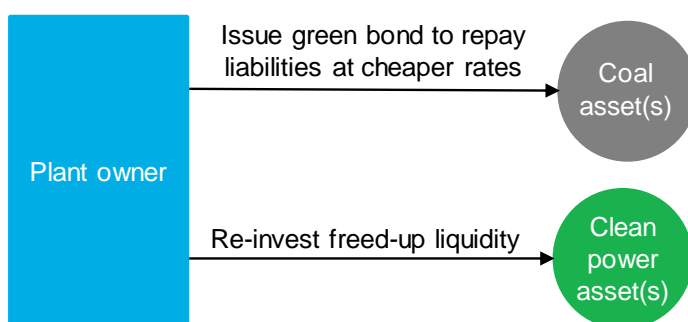 Issue green bond to repay
liabilities at cheaper rates
Coal
asset(s)
Plant owner
Re-invest freed-up liquidity
Clean
power
asset(s)